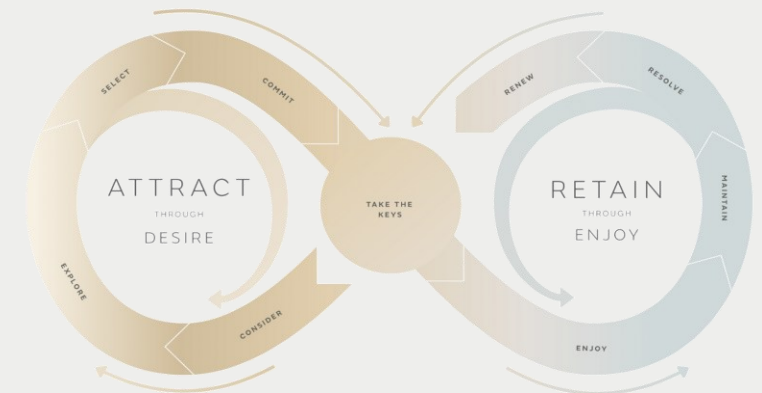 SELECT
COMMIT
ATTRACT
THROUGH
DESIRE
EXPLORE
CONSIDER
TAKE THE
KEYS
RENEW
RESOLVE
RETAIN
THROUGH
ENJOY
MAINTAIN
ENJOY